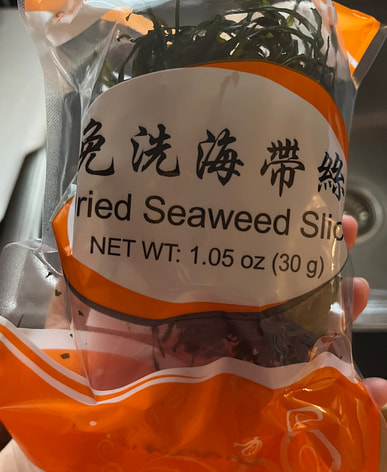 免洗海帶絲
ried Seaweed Slic
NET WT: 1.05 oz (30 g)